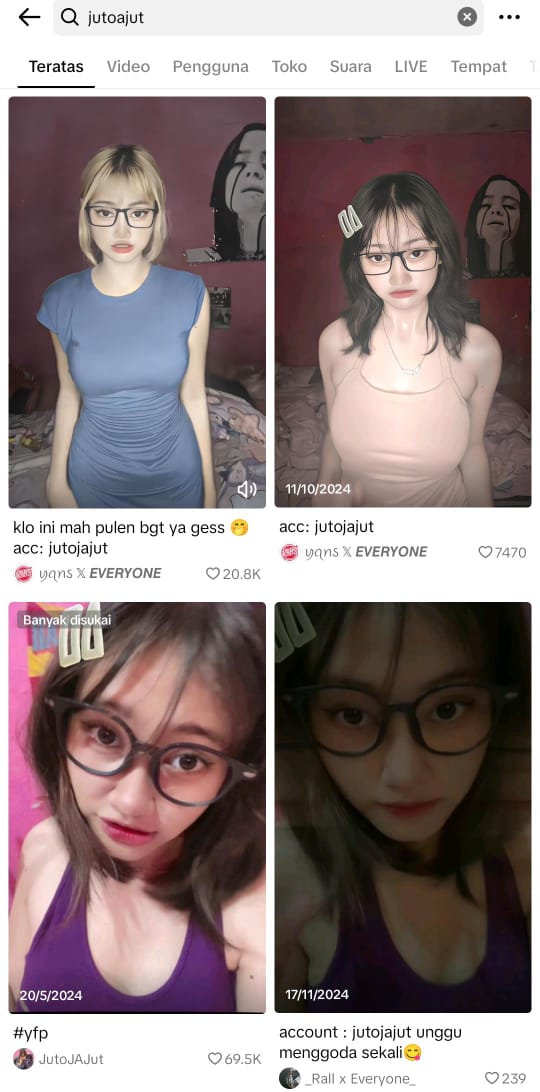 jutoajut
Teratas Video Pengguna Toko Suara LIVE Tempat T
11/10/2024
klo ini mah pulen bgt ya gess 🤭
acc: jutojajut
yqns 𝕏 EVERYONE 20.8K
acc: jutojajut
yqns 𝕏 EVERYONE 7470
Banyak disukai
20/5/2024
17/11/2024
#yfp
JutoJAJut 69.5K
account : jutojajut unggu
menggoda sekali😋
_Rall x Everyone_ 239